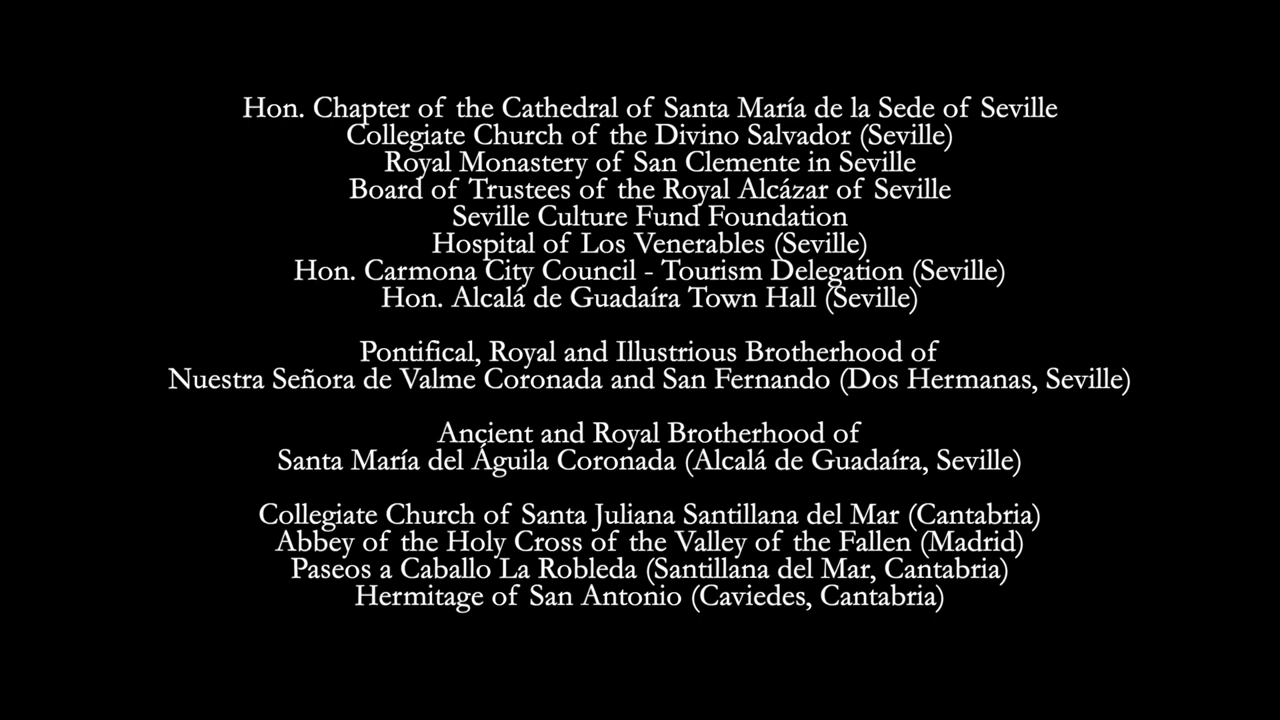 Hon. Chapter of the Cathedral of Santa María de la Sede of Seville
Collegiate Church of the Divino Salvador (Seville)
Royal Monastery of San Clemente in Seville
Board of Trustees of the Royal Alcázar of Seville
Seville Culture Fund Foundation
Hospital of Los Venerables (Seville)
Hon. Carmona City Council - Tourism Delegation (Seville)
Hon. Alcalá de Guadaíra Town Hall (Seville)
Pontifical, Royal and Illustrious Brotherhood of
Nuestra Señora de Valme Coronada and San Fernando (Dos Hermanas, Seville)
Ancient and Royal Brotherhood of
Santa María del Águila Coronada (Alcalá de Guadaíra, Seville)
Collegiate Church of Santa Juliana Santillana del Mar (Cantabria)
Abbey of the Holy Cross of the Valley of the Fallen (Madrid)
Paseos a Caballo La Robleda (Santillana del Mar, Cantabria)
Hermitage of San Antonio (Caviedes, Cantabria)